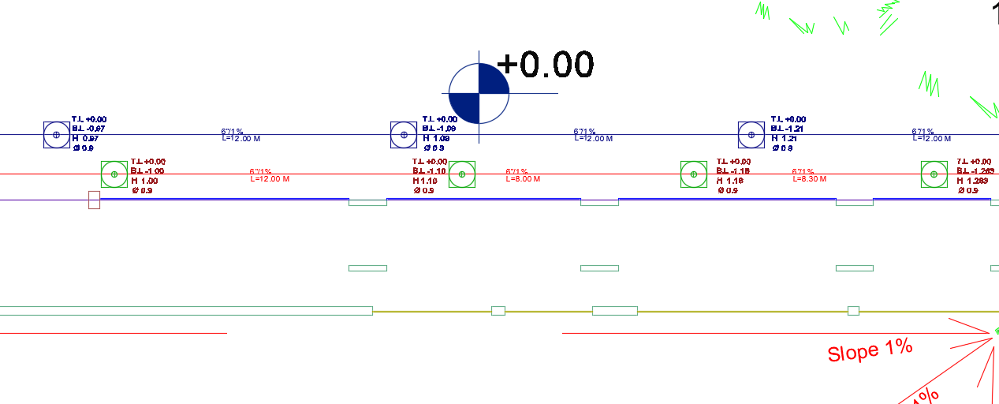 1
+0.00
T.L +0.00
B.L -0.97
H 0.97
Ø 0.9
6"/1%
L=12.00 M
T.L +0.00
B.L -1.09
H 1.09
Ø 0.9
6"/1%
L=12.00 M
T.L +0.00
B.L -1.21
H 1.21
Ø 0.9
6"/1%
L=12.00 M
T.L +0.00
B.L -1.00
H 1.00
Ø 0.9
6"/1%
L=12.00 M
T.L +0.00
B.L -1.10
H 1.10
Ø 0.9
6"/1%
L=8.00 M
T.L +0.00
B.L -1.18
H 1.18
Ø 0.9
6"/1%
L=8.30 M
T.L +0.00
B.L -1.263
H 1.263
Ø 0.9
Slope 1%
1%